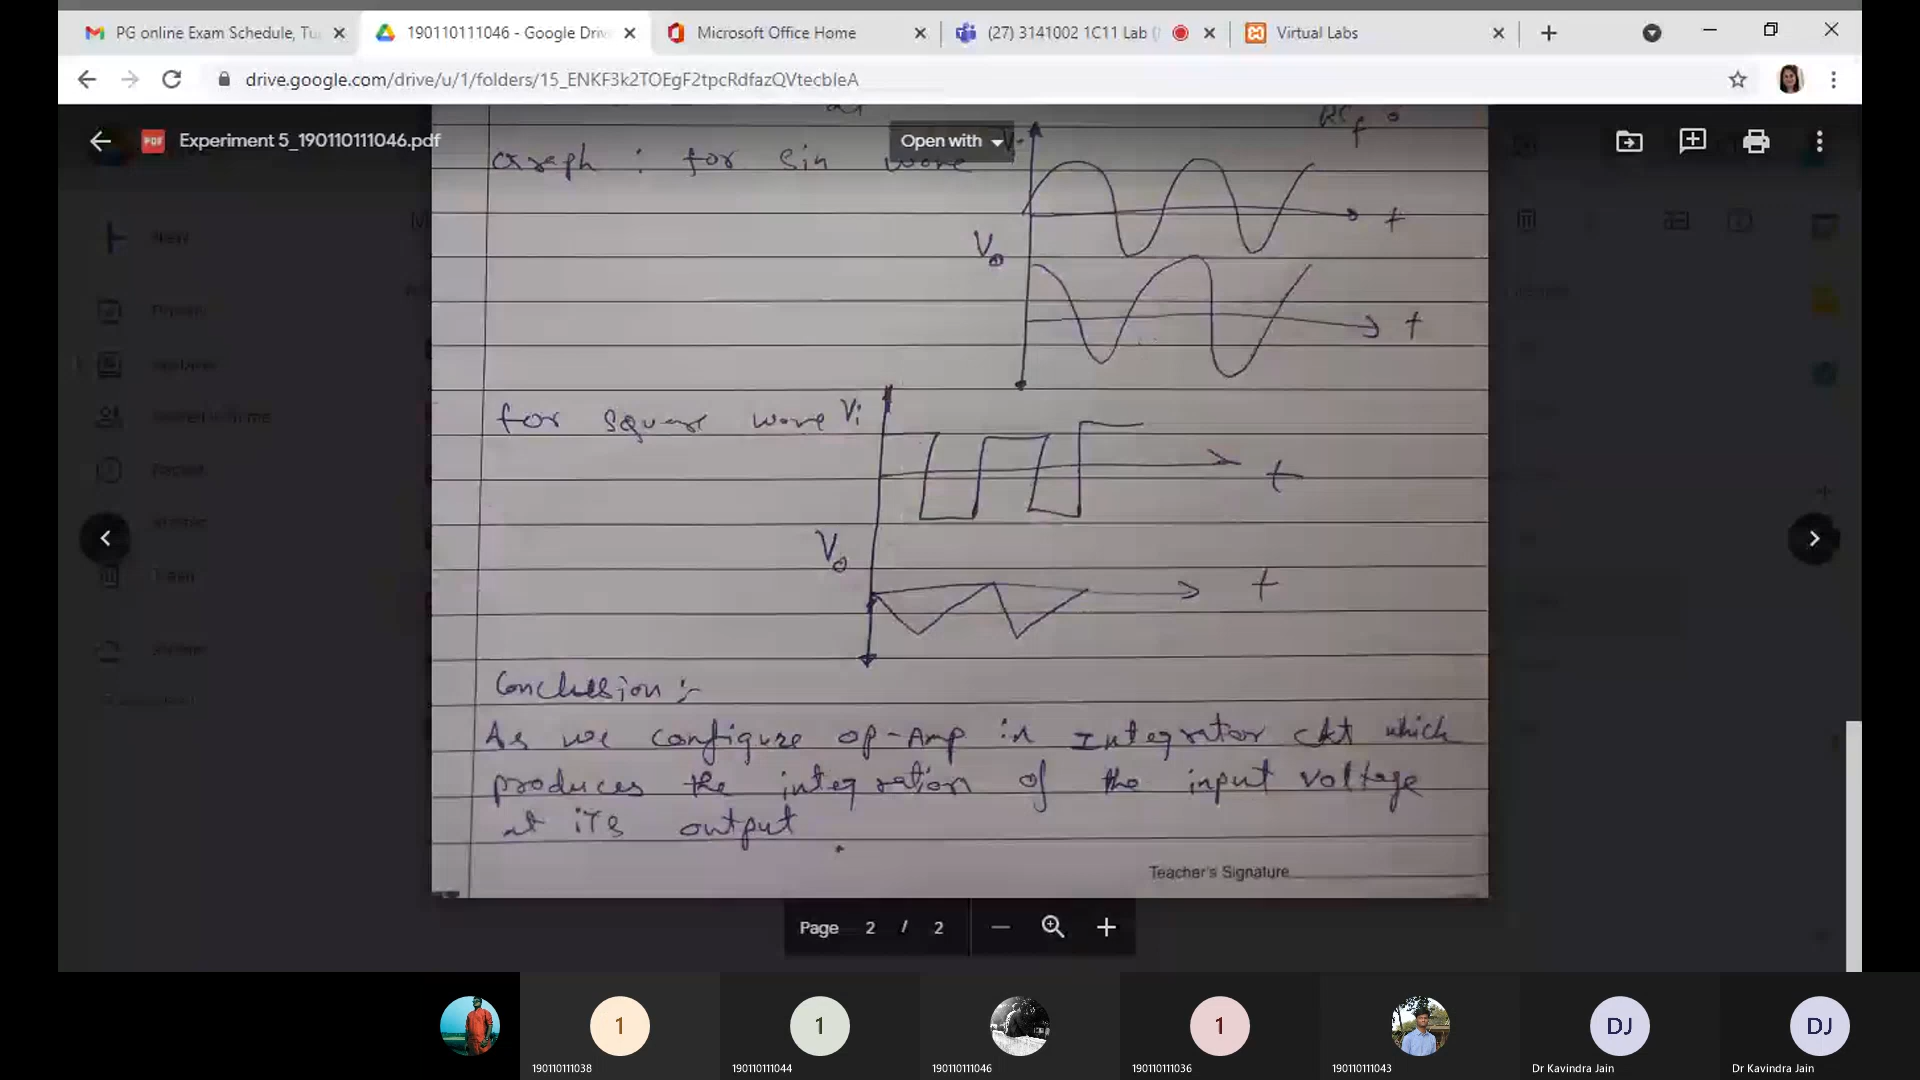 PG online Exam Schedule, Tu
190110111046 - Google Driv
Microsoft Office Home
(27) 3141002 1C11 Lab (
Virtual Labs
drive.google.com/drive/u/1/folders/15_ENKF3k2TOEgF2tpcRdfazQVtecbleA
PDF
Experiment 5_190110111046.pdf
Open with
Graph : for Sin wave
t
Vo
t
for square wave Vi
t
Vo
t
Conclusion :-
As we configure op-Amp in Integrator ckt which
produces the integration of the input voltage
at iTs output
Teacher's Signature
Page 2 / 2
1 1 1 DJ DJ
190110111038 190110111044 190110111046 190110111036 190110111043 Dr Kavindra Jain Dr Kavindra Jain